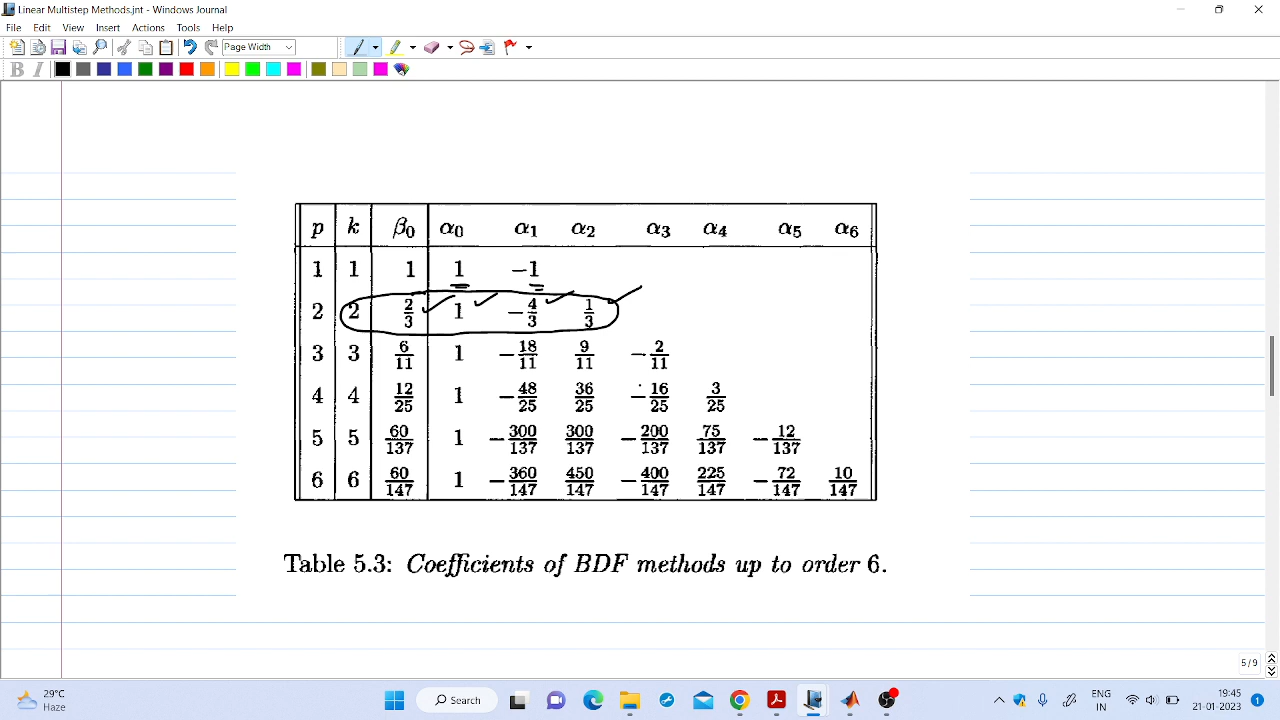 Linear Multistep Methods.jnt - Windows Journal
File Edit View Insert Actions Tools Help
Page Width
B I
p k β₀ α₀ α₁ α₂ α₃ α₄ α₅ α₆
1 1 1 1 −1
2 2 2/3 1 −4/3 1/3
3 3 6/11 1 −18/11 9/11 −2/11
4 4 12/25 1 −48/25 36/25 −16/25 3/25
5 5 60/137 1 −300/137 300/137 −200/137 75/137 −12/137
6 6 60/147 1 −360/147 450/147 −400/147 225/147 −72/147 10/147
Table 5.3: Coefficients of BDF methods up to order 6.
5/9
29°C
Haze
Search
ENG
IN
13:45
21-01-2023
1